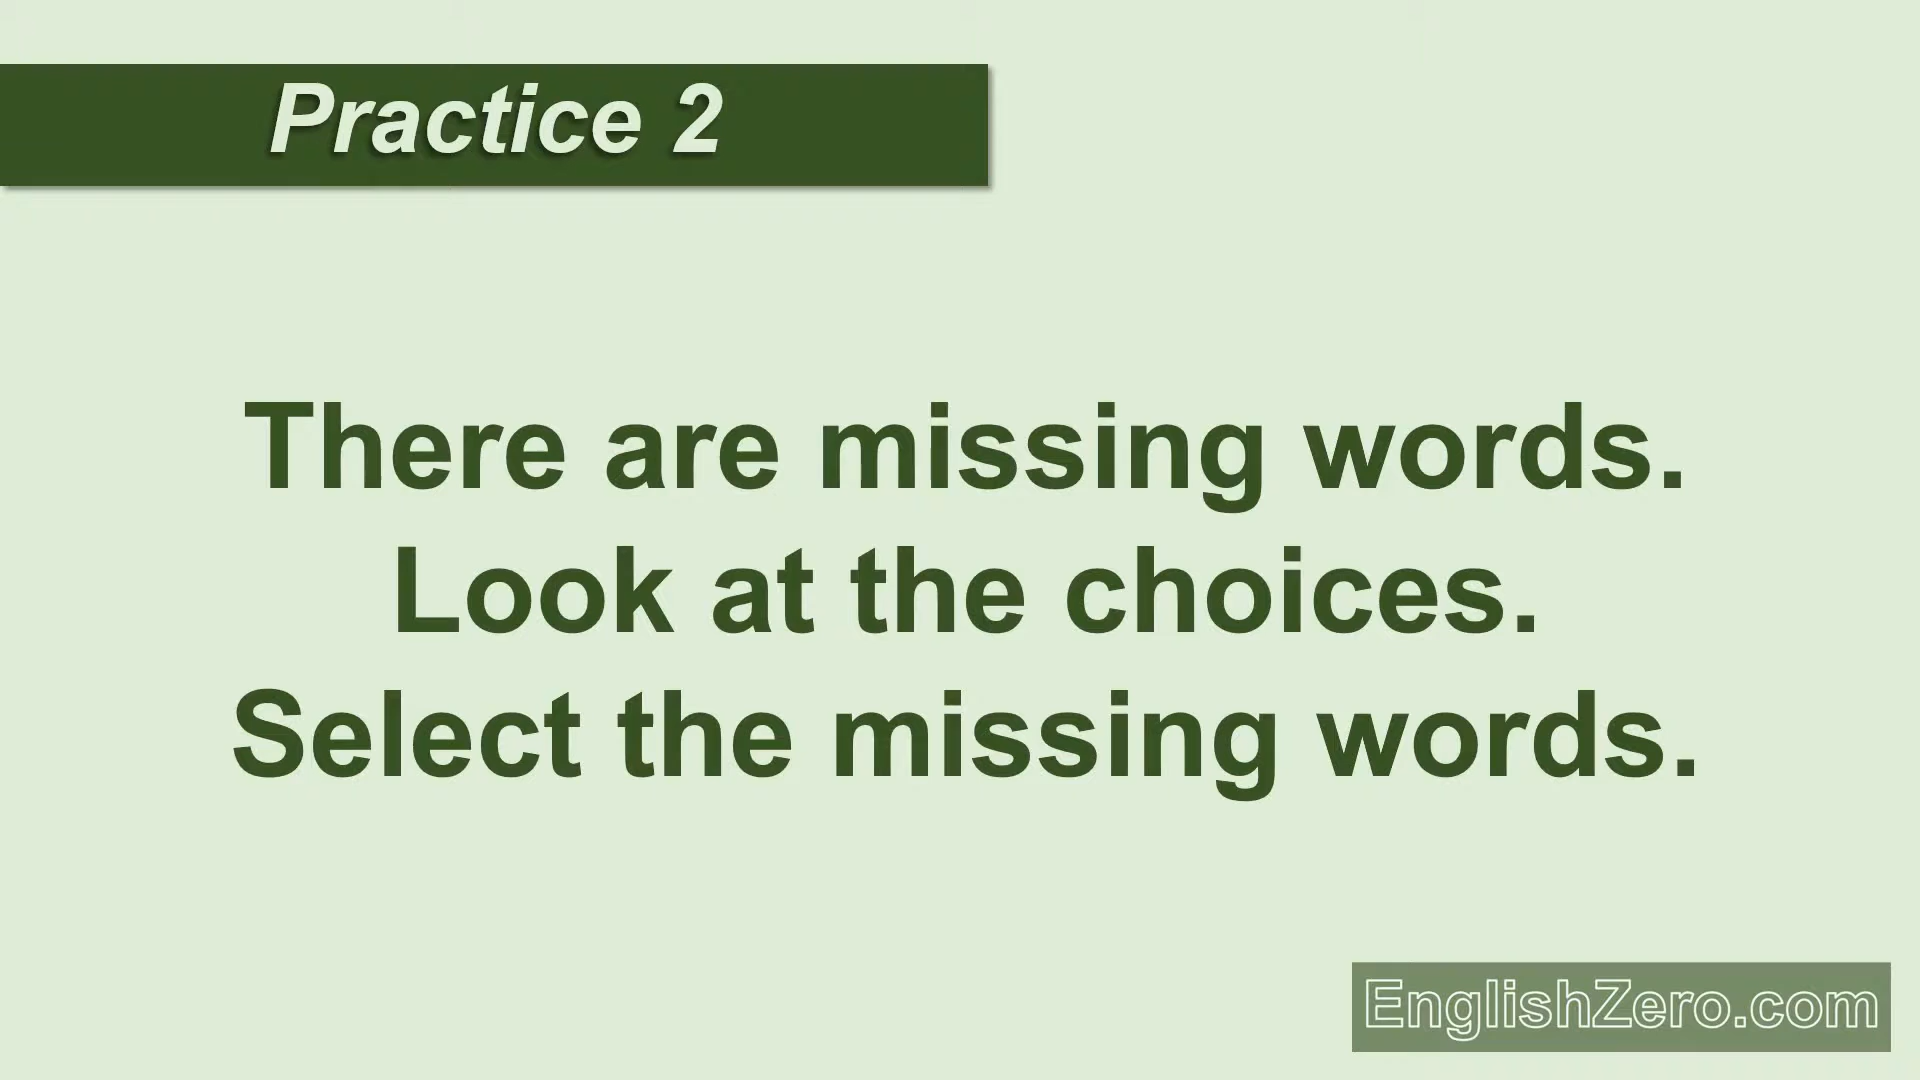 Practice 2
There are missing words.
Look at the choices.
Select the missing words.
EnglishZero.com